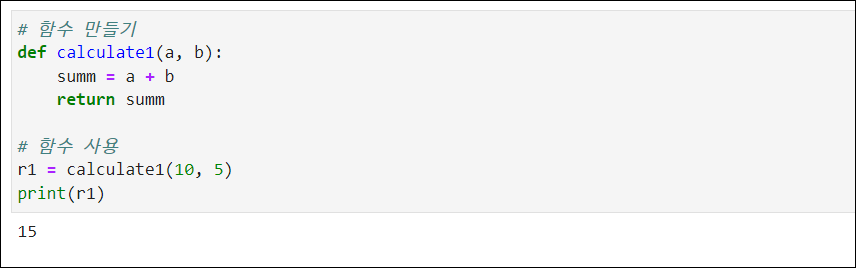 # 함수 만들기
def calculate1(a, b):
    summ = a + b
    return summ

# 함수 사용
r1 = calculate1(10, 5)
print(r1)
15